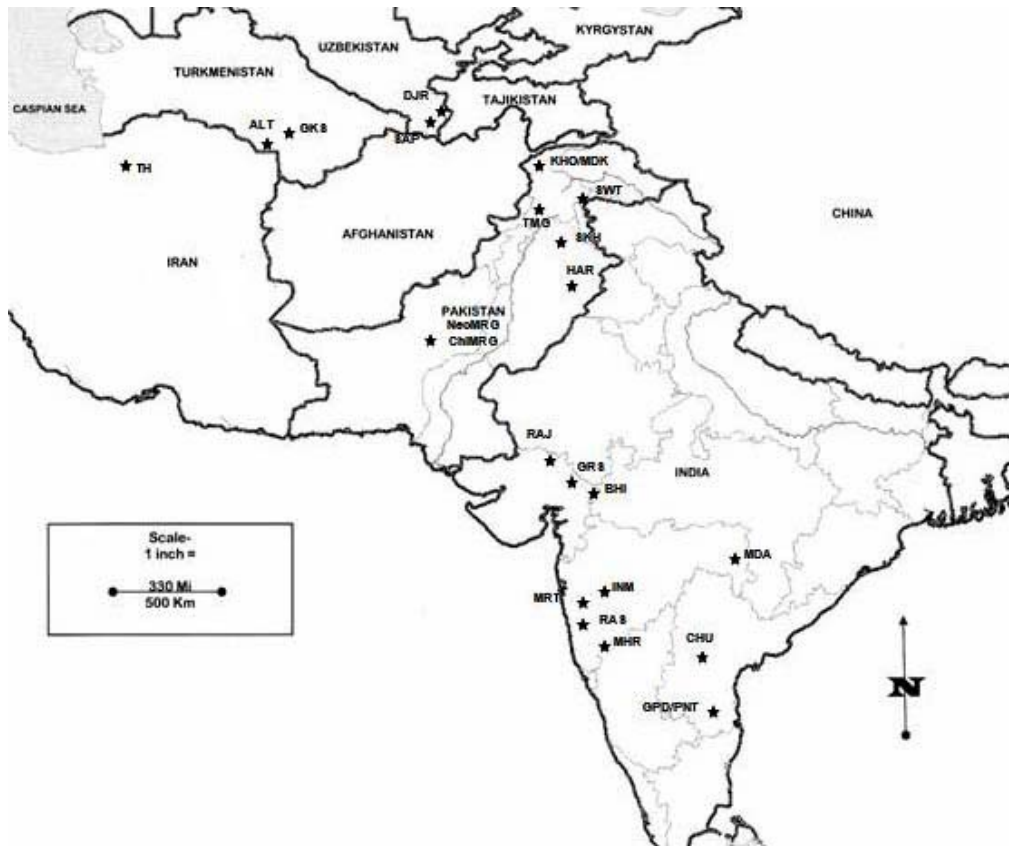 KYRGYSTAN
UZBEKISTAN
TURKMENISTAN
DJR
TAJIKISTAN
CASPIAN SEA
ALT
GKS
SAP
TH
KHO/MDK
SWT
CHINA
TMG
AFGHANISTAN
SKH
IRAN
HAR
PAKISTAN
NeoMRG
ChlMRG
RAJ
GRS
INDIA
BHI
Scale-
1 inch =
330 Mi
500 Km
MDA
INM
MRT
RAS
MHR
CHU
N
GPD/PNT